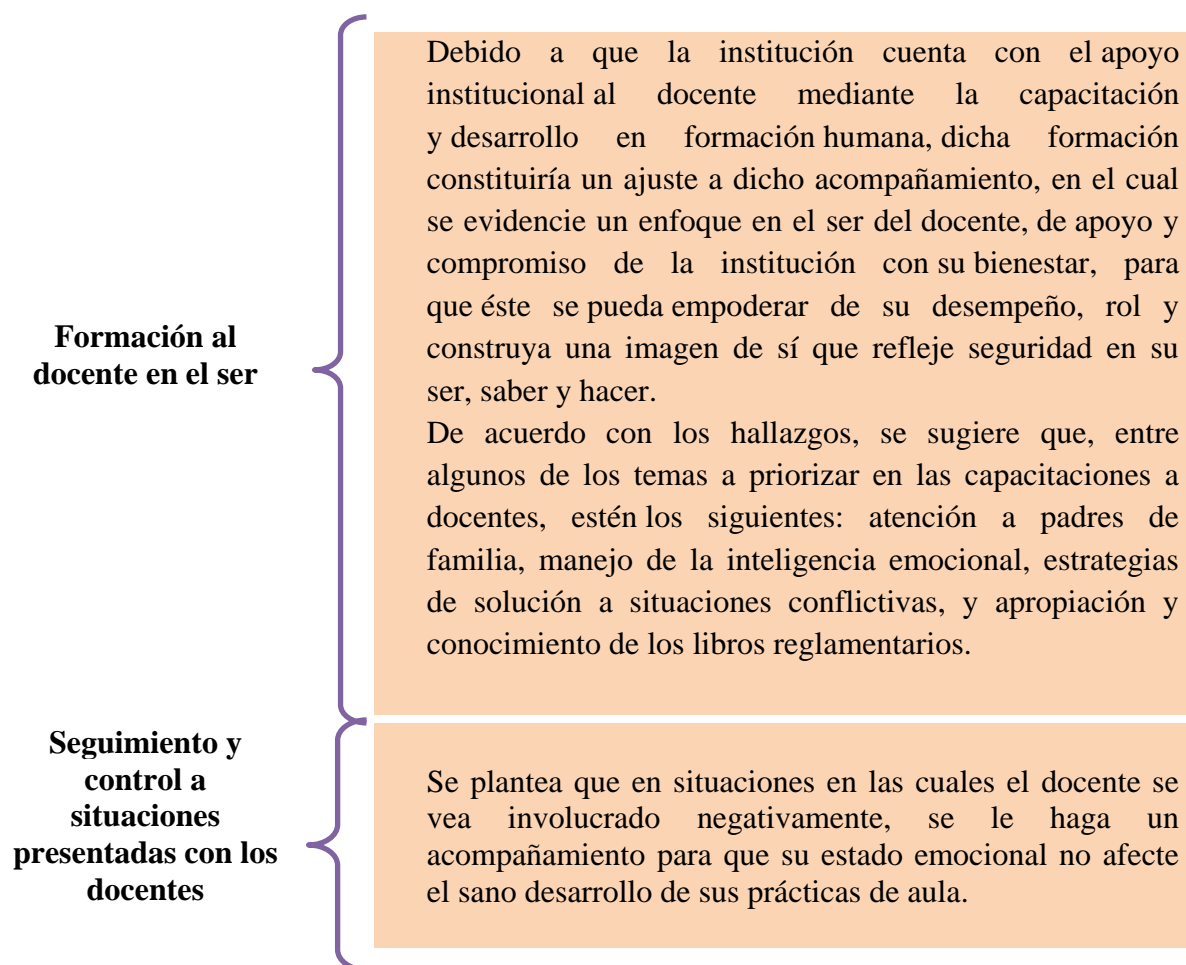 Formación al
docente en el ser
Debido a que la institución cuenta con el apoyo
institucional al docente mediante la capacitación
y desarrollo en formación humana, dicha formación
constituiría un ajuste a dicho acompañamiento, en el cual
se evidencie un enfoque en el ser del docente, de apoyo y
compromiso de la institución con su bienestar, para
que éste se pueda empoderar de su desempeño, rol y
construya una imagen de sí que refleje seguridad en su
ser, saber y hacer.
De acuerdo con los hallazgos, se sugiere que, entre
algunos de los temas a priorizar en las capacitaciones a
docentes, estén los siguientes: atención a padres de
familia, manejo de la inteligencia emocional, estrategias
de solución a situaciones conflictivas, y apropiación y
conocimiento de los libros reglamentarios.
Seguimiento y
control a
situaciones
presentadas con los
docentes
Se plantea que en situaciones en las cuales el docente se
vea involucrado negativamente, se le haga un
acompañamiento para que su estado emocional no afecte
el sano desarrollo de sus prácticas de aula.